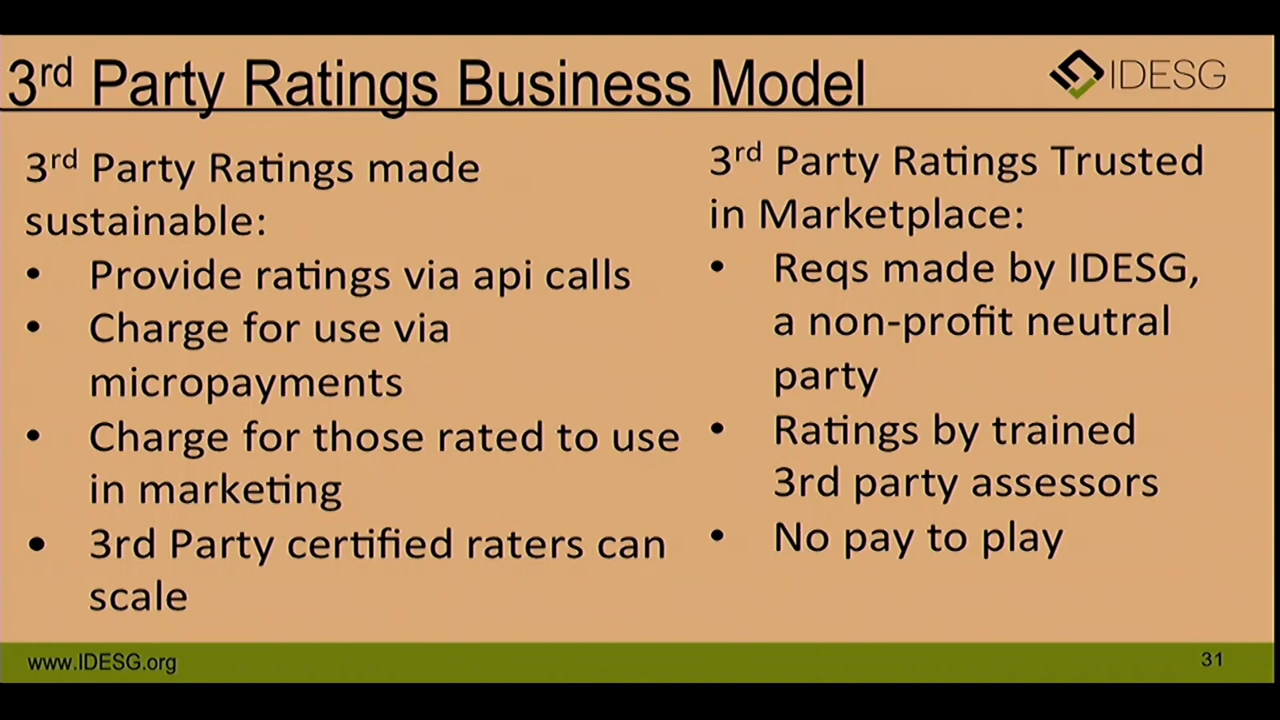 3rd Party Ratings Business Model
IDESG
3rd Party Ratings made
sustainable:
• Provide ratings via api calls
• Charge for use via
micropayments
• Charge for those rated to use
in marketing
• 3rd Party certified raters can
scale
3rd Party Ratings Trusted
in Marketplace:
• Reqs made by IDESG,
a non-profit neutral
party
• Ratings by trained
3rd party assessors
• No pay to play
www.IDESG.org
31